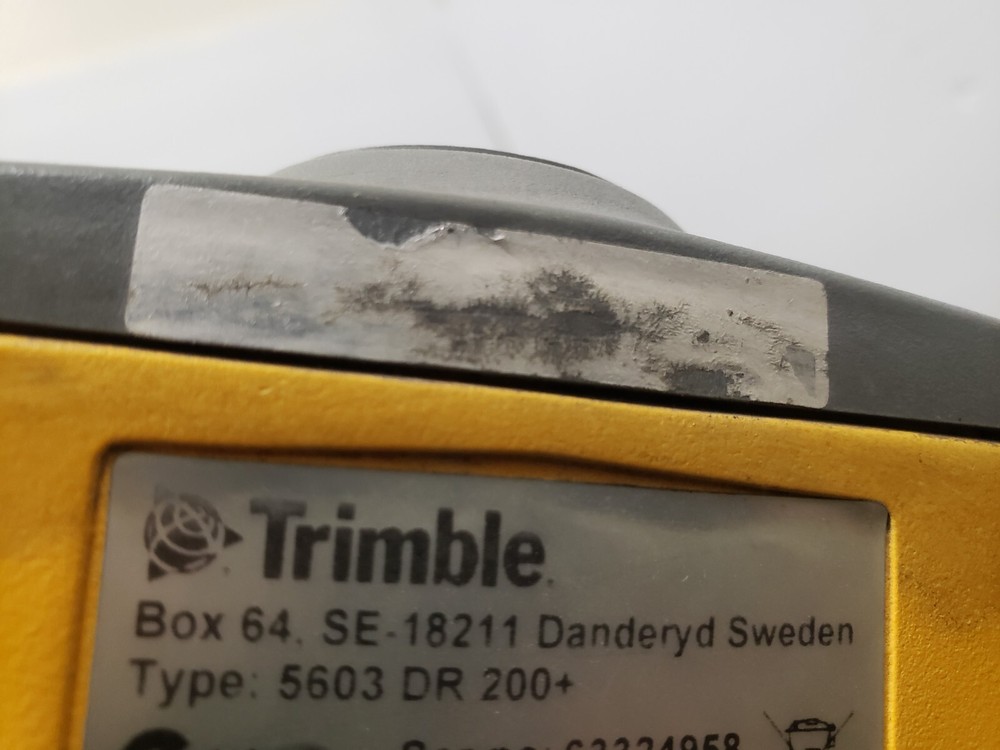 Trimble.
Box 64, SE-18211 Danderyd Sweden
Type: 5603 DR 200+